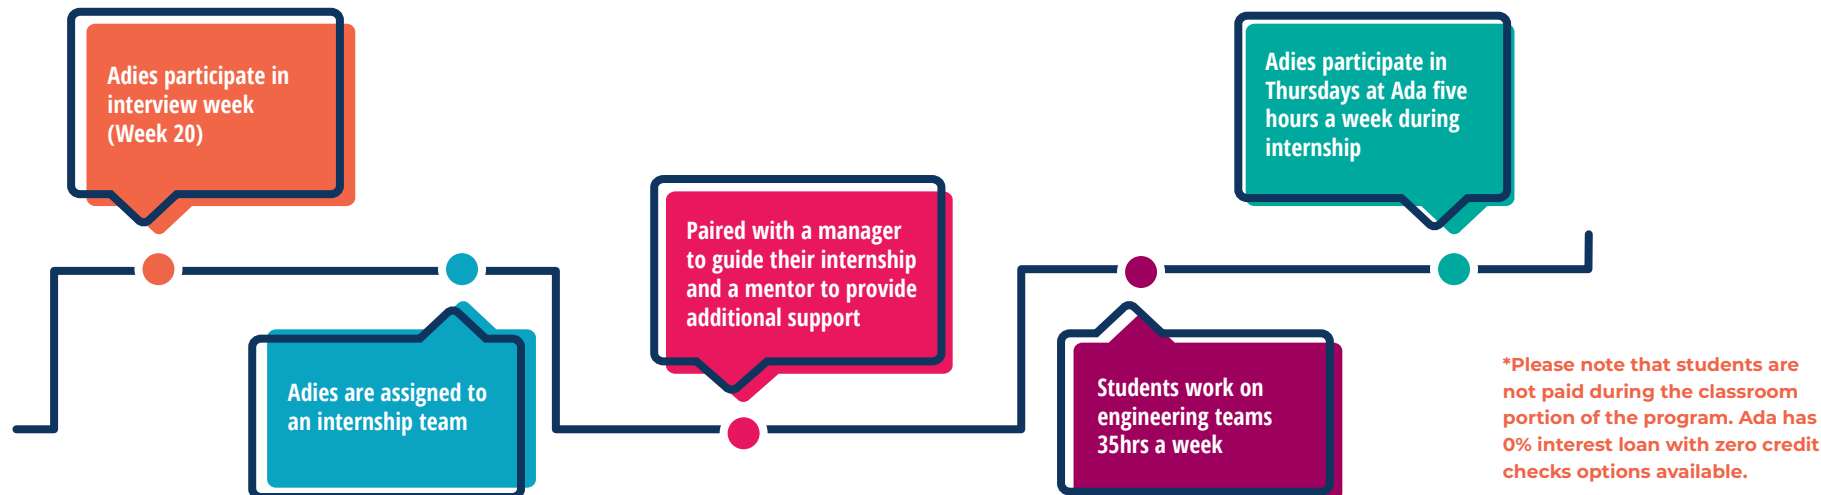 Adies participate in
interview week
(Week 20)
Adies are assigned to
an internship team
Paired with a manager
to guide their internship
and a mentor to provide
additional support
Students work on
engineering teams
35hrs a week
Adies participate in
Thursdays at Ada five
hours a week during
internship
*Please note that students are
not paid during the classroom
portion of the program. Ada has
0% interest loan with zero credit
checks options available.